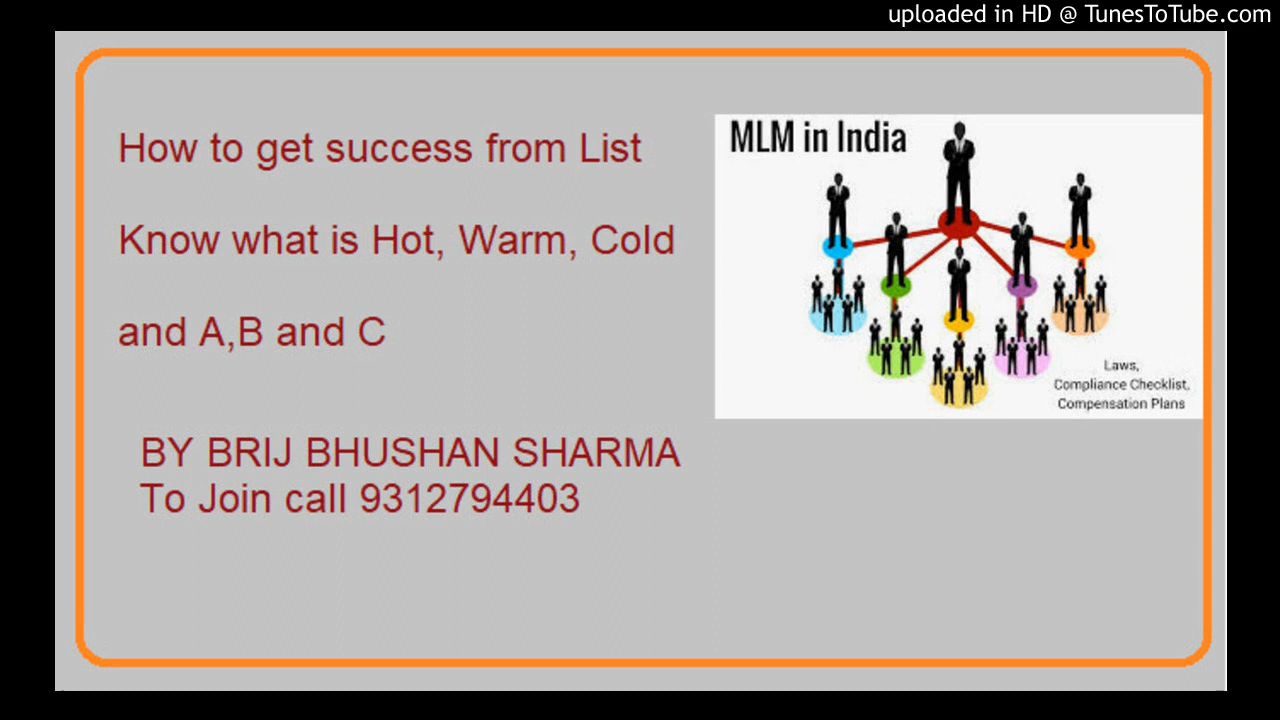 uploaded in HD @ TunesToTube.com
How to get success from List
Know what is Hot, Warm, Cold
and A,B and C
BY BRIJ BHUSHAN SHARMA
To Join call 9312794403
MLM in India
Laws,
Compliance Checklist,
Compensation Plans